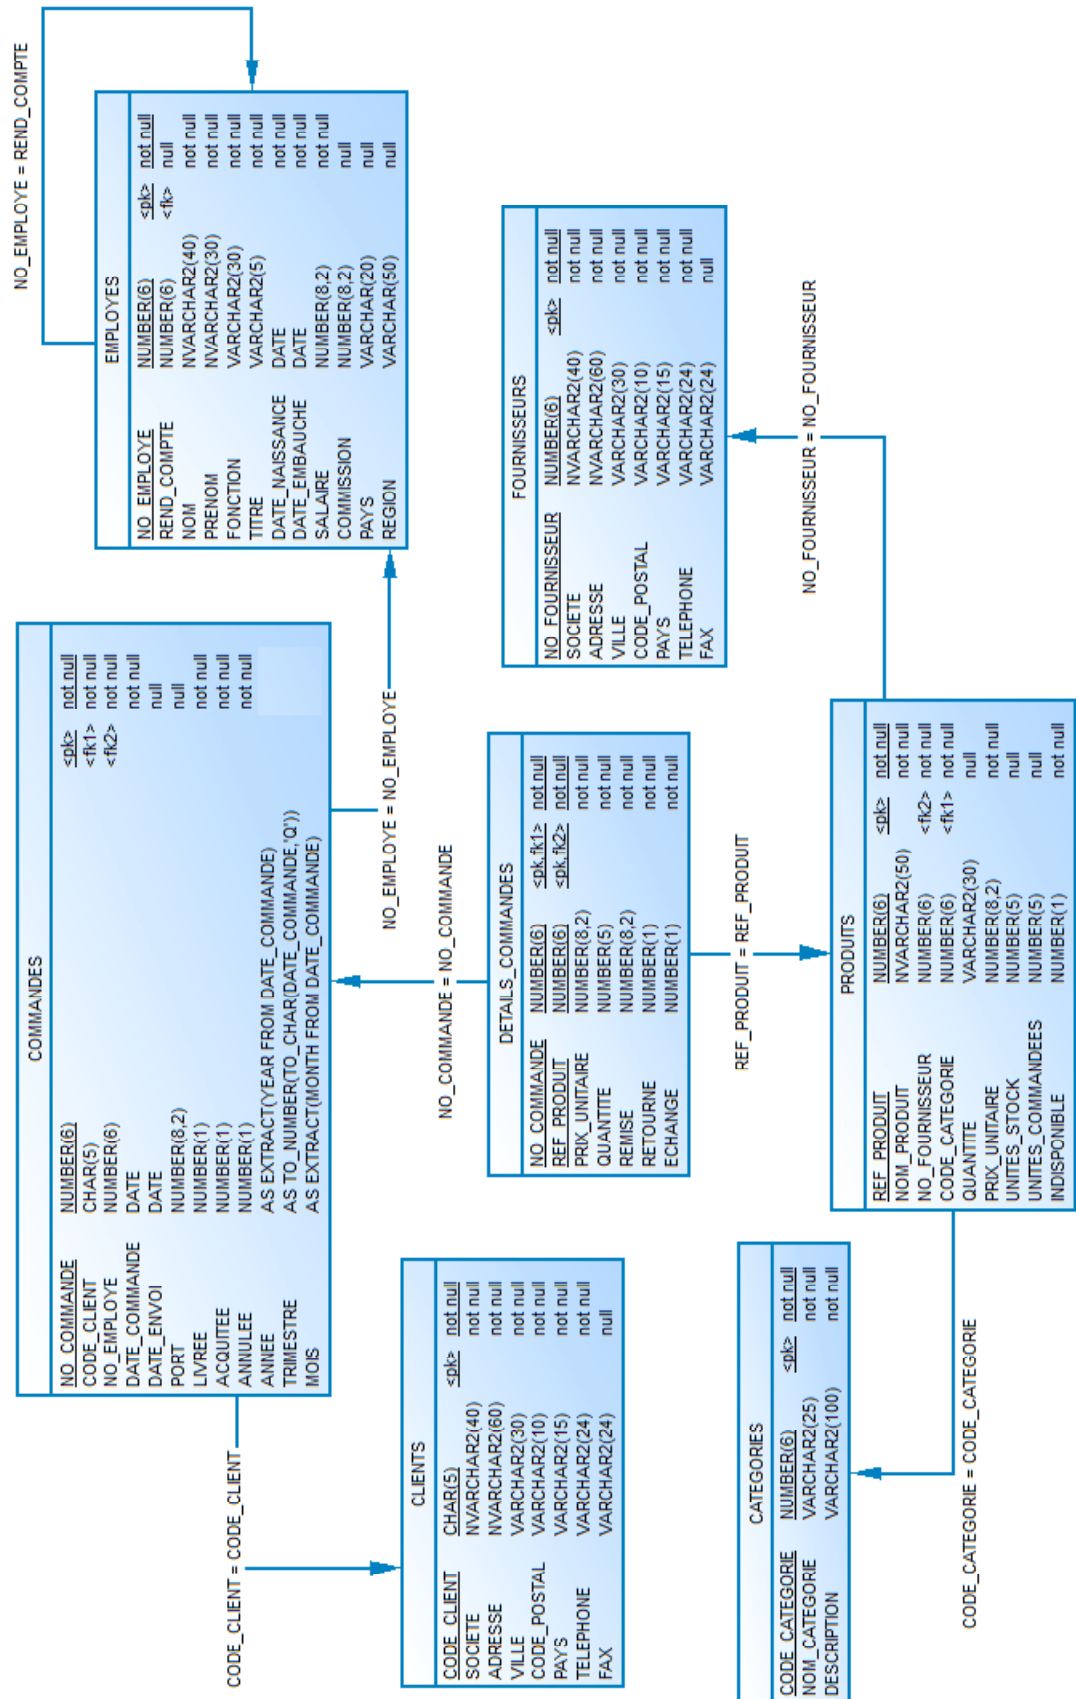 COMMANDES
NO_COMMANDE NUMBER(6) <pk> not null
CODE_CLIENT CHAR(5) <fk1> not null
NO_EMPLOYE NUMBER(6) <fk2> not null
DATE_COMMANDE DATE not null
DATE_ENVOI DATE null
PORT NUMBER(8,2) null
LIVREE NUMBER(1) not null
ACQUITEE NUMBER(1) not null
ANNULEE NUMBER(1) not null
ANNEE AS EXTRACT(YEAR FROM DATE_COMMANDE)
TRIMESTRE AS TO_NUMBER(TO_CHAR(DATE_COMMANDE,'Q'))
MOIS AS EXTRACT(MONTH FROM DATE_COMMANDE)
NO_EMPLOYE = REND_COMPTE
EMPLOYES
NO_EMPLOYE NUMBER(6) <pk> not null
REND_COMPTE NUMBER(6) <fk> null
NOM NVARCHAR2(40) not null
PRENOM NVARCHAR2(30) not null
FONCTION VARCHAR2(30) not null
TITRE VARCHAR2(5) not null
DATE_NAISSANCE DATE not null
DATE_EMBAUCHE DATE not null
SALAIRE NUMBER(8,2) not null
COMMISSION NUMBER(8,2) null
PAYS VARCHAR(20) null
REGION VARCHAR(50) null
CODE_CLIENT = CODE_CLIENT
NO_EMPLOYE = NO_EMPLOYE
NO_COMMANDE = NO_COMMANDE
CLIENTS
CODE_CLIENT CHAR(5) <pk> not null
SOCIETE NVARCHAR2(40) not null
ADRESSE NVARCHAR2(60) not null
VILLE VARCHAR2(30) not null
CODE_POSTAL VARCHAR2(10) not null
PAYS VARCHAR2(15) not null
TELEPHONE VARCHAR2(24) not null
FAX VARCHAR2(24) null
DETAILS_COMMANDES
NO_COMMANDE NUMBER(6) <pk,fk1> not null
REF_PRODUIT NUMBER(6) <pk,fk2> not null
PRIX_UNITAIRE NUMBER(8,2) not null
QUANTITE NUMBER(5) not null
REMISE NUMBER(8,2) not null
RETOURNE NUMBER(1) not null
ECHANGE NUMBER(1) not null
FOURNISSEURS
NO_FOURNISSEUR NUMBER(6) <pk> not null
SOCIETE NVARCHAR2(40) not null
ADRESSE NVARCHAR2(60) not null
VILLE VARCHAR2(30) not null
CODE_POSTAL VARCHAR2(10) not null
PAYS VARCHAR2(15) not null
TELEPHONE VARCHAR2(24) not null
FAX VARCHAR2(24) null
REF_PRODUIT = REF_PRODUIT
NO_FOURNISSEUR = NO_FOURNISSEUR
CATEGORIES
CODE_CATEGORIE NUMBER(6) <pk> not null
NOM_CATEGORIE VARCHAR2(25) not null
DESCRIPTION VARCHAR2(100) not null
PRODUITS
REF_PRODUIT NUMBER(6) <pk> not null
NOM_PRODUIT NVARCHAR2(50) not null
NO_FOURNISSEUR NUMBER(6) <fk2> not null
CODE_CATEGORIE NUMBER(6) <fk1> not null
QUANTITE VARCHAR2(30) null
PRIX_UNITAIRE NUMBER(8,2) not null
UNITES_STOCK NUMBER(5) null
UNITES_COMMANDEES NUMBER(5) null
INDISPONIBLE NUMBER(1) not null
CODE_CATEGORIE = CODE_CATEGORIE